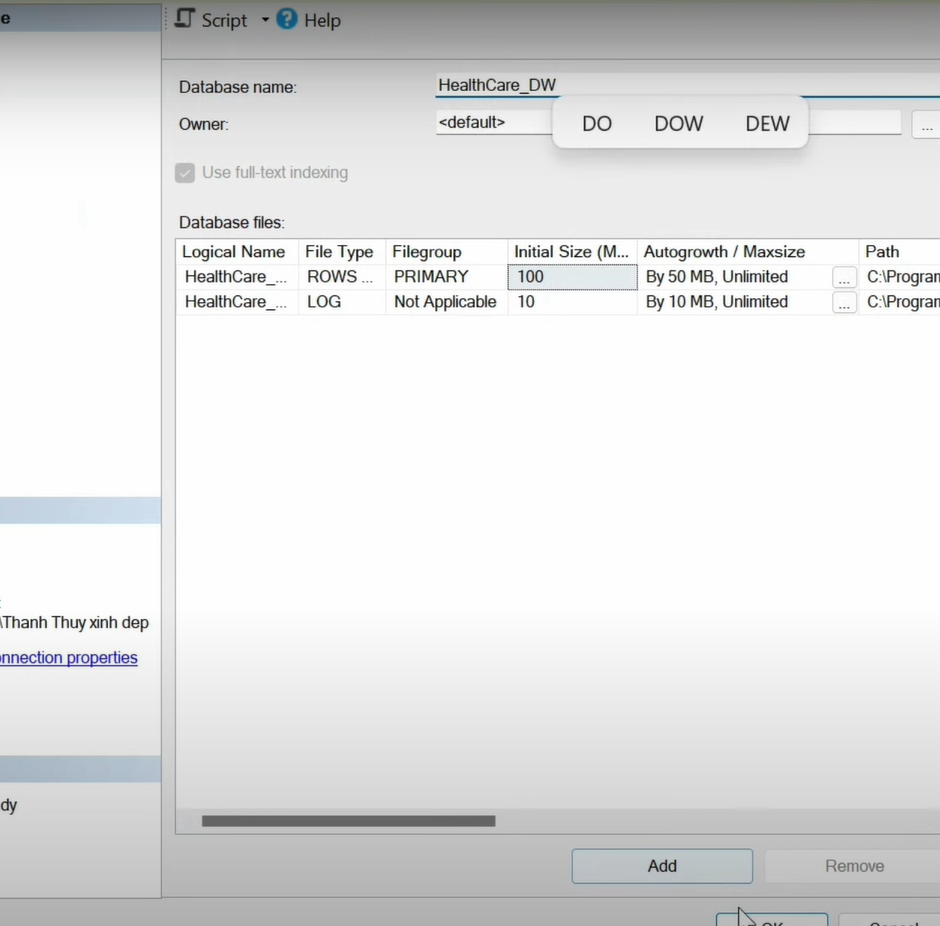 e
Script Help
Database name: HealthCare_DW
Owner: <default> ...
DO DOW DEW
Use full-text indexing
Database files:
Logical Name File Type Filegroup Initial Size (M... Autogrowth / Maxsize Path
HealthCare_... ROWS ... PRIMARY 100 By 50 MB, Unlimited ... C:\Program
HealthCare_... LOG Not Applicable 10 By 10 MB, Unlimited ... C:\Program
\Thanh Thuy xinh dep
onnection properties
dy
Add Remove
OK Cancel